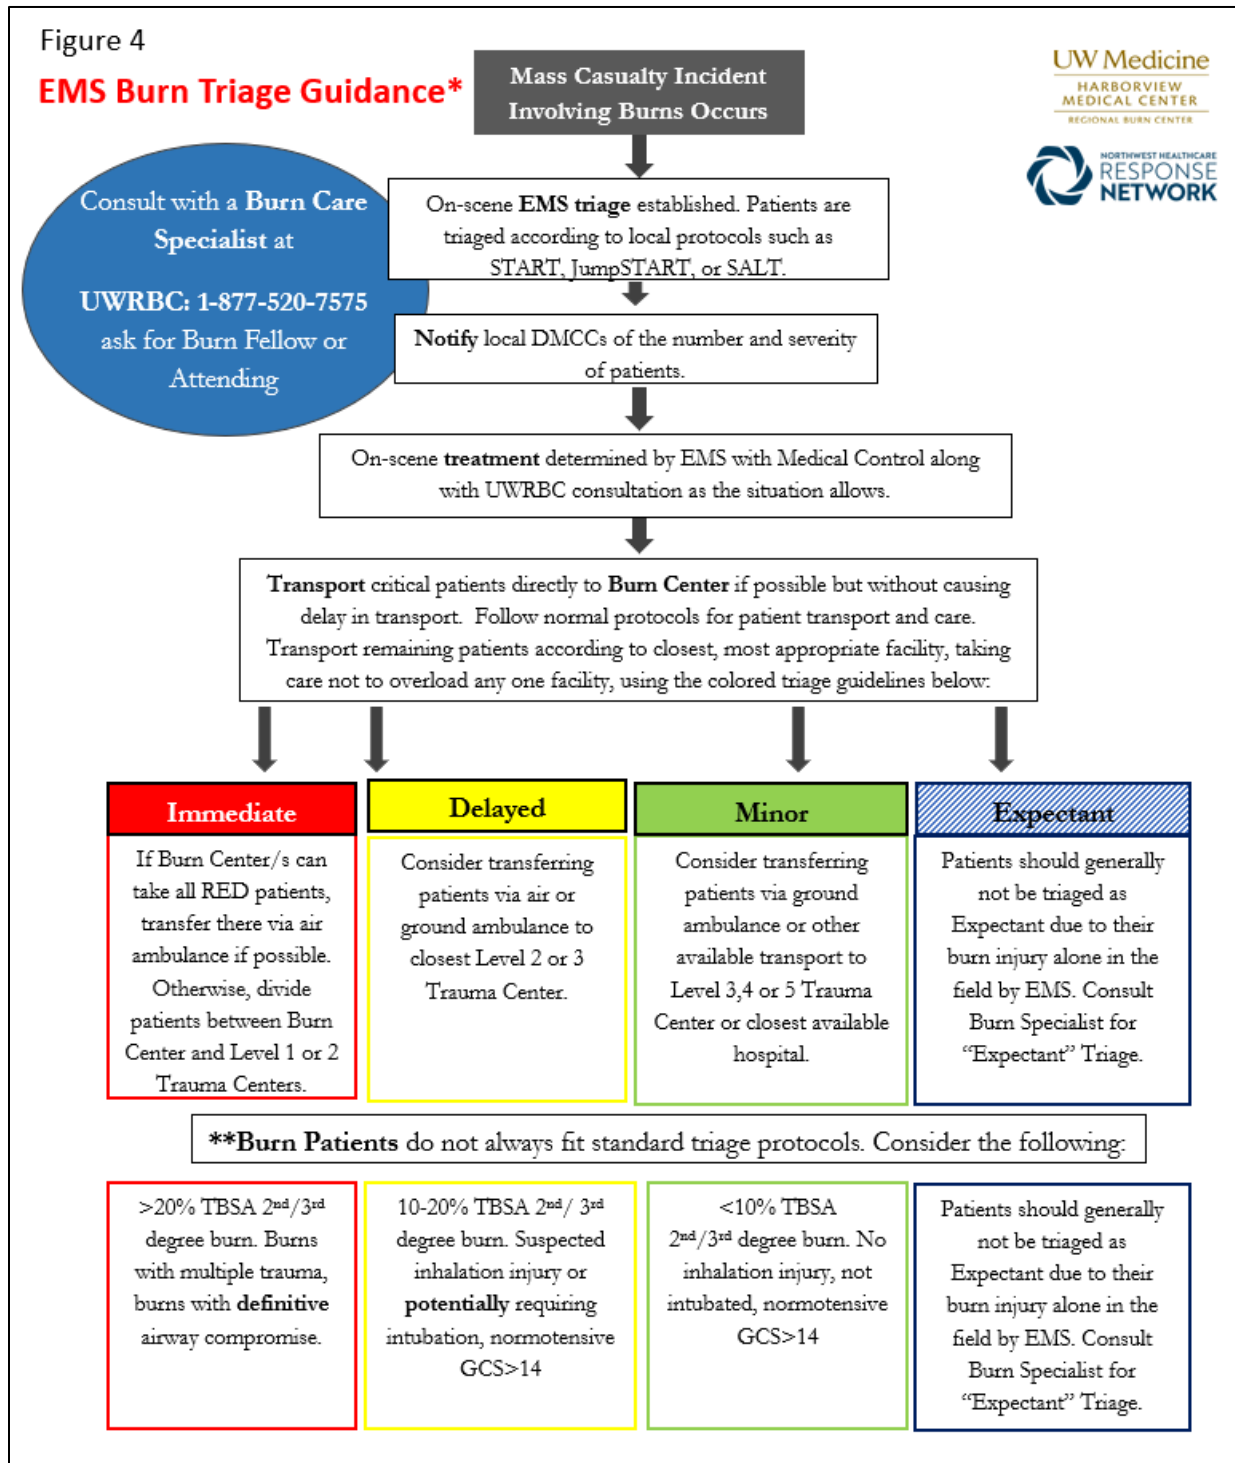 Figure 4
EMS Burn Triage Guidance*
Mass Casualty Incident
Involving Burns Occurs
UW Medicine
HARBORVIEW
MEDICAL CENTER
REGIONAL BURN CENTER
NORTHWEST HEALTHCARE
RESPONSE
NETWORK
Consult with a Burn Care
Specialist at
UWRBC: 1-877-520-7575
ask for Burn Fellow or
Attending
On-scene EMS triage established. Patients are
triaged according to local protocols such as
START, JumpSTART, or SALT.
Notify local DMCCs of the number and severity
of patients.
On-scene treatment determined by EMS with Medical Control along
with UWRBC consultation as the situation allows.
Transport critical patients directly to Burn Center if possible but without causing
delay in transport.  Follow normal protocols for patient transport and care.
Transport remaining patients according to closest, most appropriate facility, taking
care not to overload any one facility, using the colored triage guidelines below:
Immediate
If Burn Center/s can
take all RED patients,
transfer there via air
ambulance if possible.
Otherwise, divide
patients between Burn
Center and Level 1 or 2
Trauma Centers.
Delayed
Consider transferring
patients via air or
ground ambulance to
closest Level 2 or 3
Trauma Center.
Minor
Consider transferring
patients via ground
ambulance or other
available transport to
Level 3,4 or 5 Trauma
Center or closest available
hospital.
Expectant
Patients should generally
not be triaged as
Expectant due to their
burn injury alone in the
field by EMS. Consult
Burn Specialist for
“Expectant” Triage.
**Burn Patients do not always fit standard triage protocols. Consider the following:
>20% TBSA 2nd/3rd
degree burn. Burns
with multiple trauma,
burns with definitive
airway compromise.
10-20% TBSA 2nd/ 3rd
degree burn. Suspected
inhalation injury or
potentially requiring
intubation, normotensive
GCS>14
<10% TBSA
2nd/3rd degree burn. No
inhalation injury, not
intubated, normotensive
GCS>14
Patients should generally
not be triaged as
Expectant due to their
burn injury alone in the
field by EMS. Consult
Burn Specialist for
“Expectant” Triage.